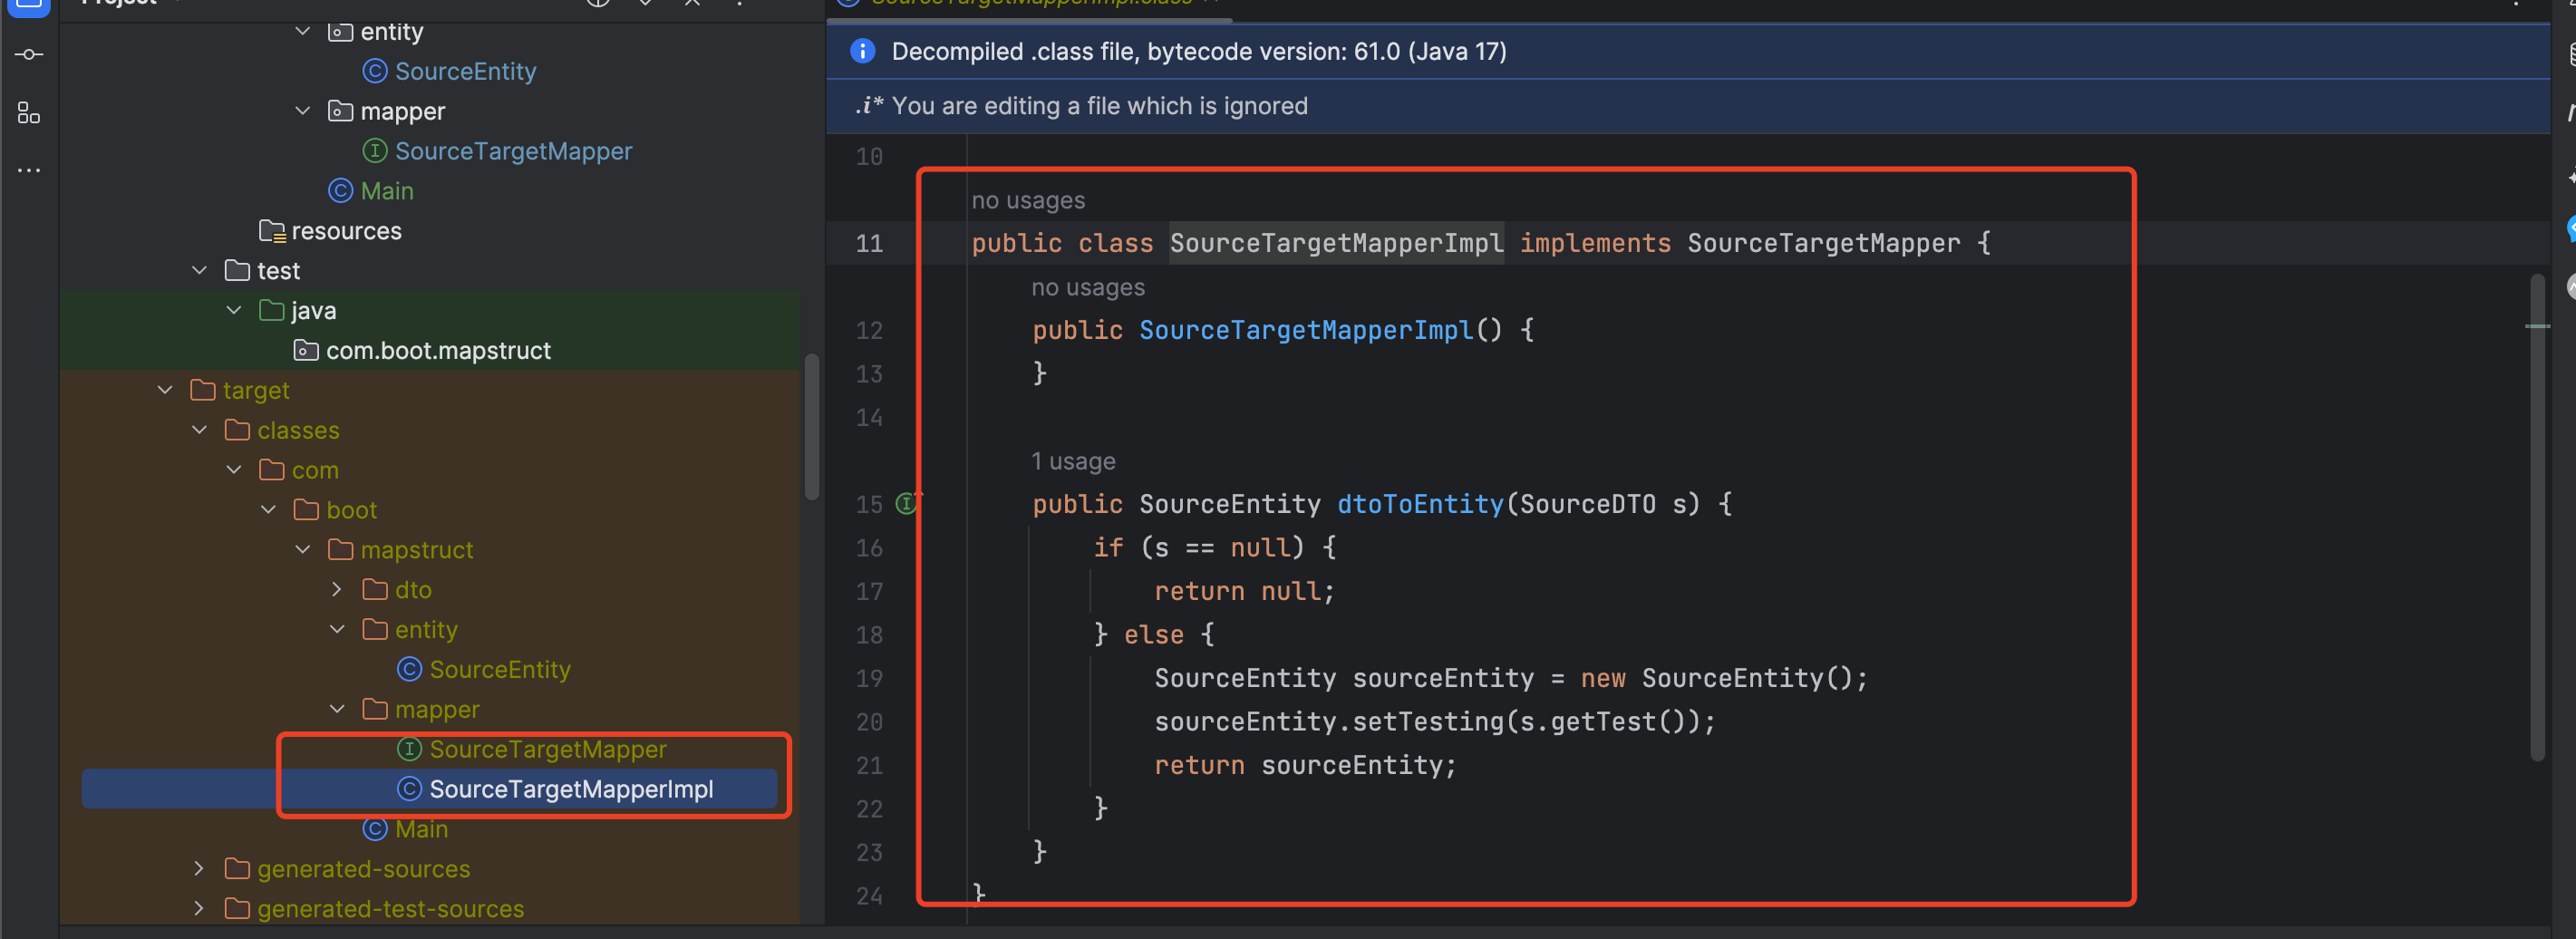 Project
entity
SourceEntity
mapper
SourceTargetMapper
Main
resources
test
java
com.boot.mapstruct
target
classes
com
boot
mapstruct
dto
entity
SourceEntity
mapper
SourceTargetMapper
SourceTargetMapperImpl
Main
generated-sources
generated-test-sources
SourceTargetMapperImpl.class
Decompiled .class file, bytecode version: 61.0 (Java 17)
.i* You are editing a file which is ignored
10
no usages
11 public class SourceTargetMapperImpl implements SourceTargetMapper {
no usages
12 public SourceTargetMapperImpl() {
13 }
14
1 usage
15 public SourceEntity dtoToEntity(SourceDTO s) {
16 if (s == null) {
17 return null;
18 } else {
19 SourceEntity sourceEntity = new SourceEntity();
20 sourceEntity.setTesting(s.getTest());
21 return sourceEntity;
22 }
23 }
24 }